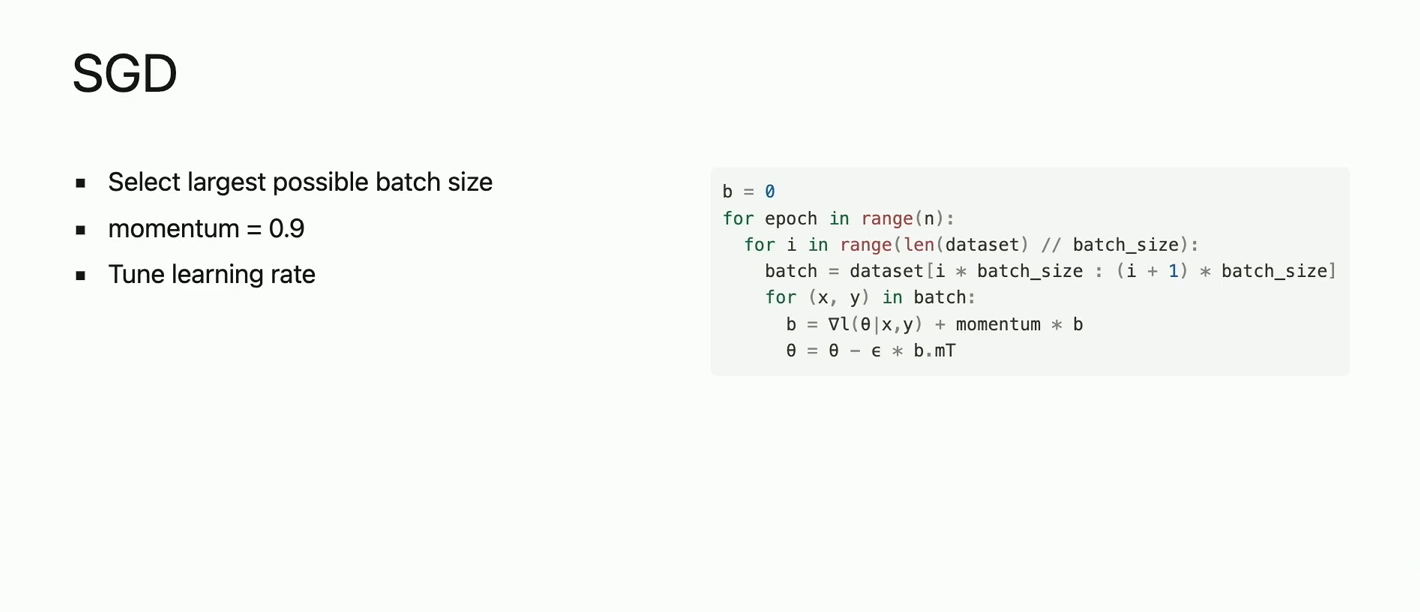 SGD
▪ Select largest possible batch size
▪ momentum = 0.9
▪ Tune learning rate
b = 0
for epoch in range(n):
  for i in range(len(dataset) // batch_size):
    batch = dataset[i * batch_size : (i + 1) * batch_size]
    for (x, y) in batch:
      b = ∇l(θ|x,y) + momentum * b
      θ = θ − ϵ * b.mT